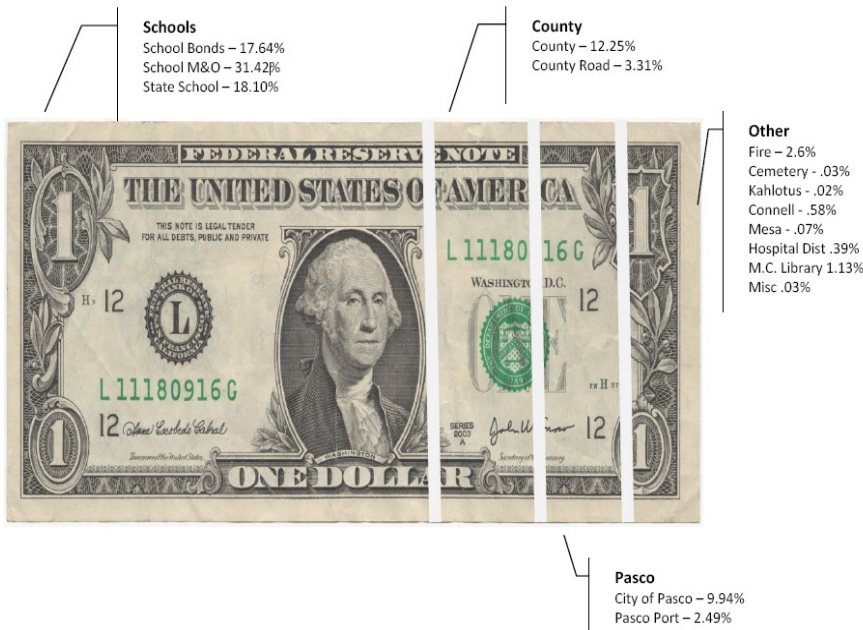 Schools
School Bonds – 17.64%
School M&O – 31.42%
State School – 18.10%
County
County – 12.25%
County Road – 3.31%
Other
Fire – 2.6%
Cemetery - .03%
Kahlotus - .02%
Connell - .58%
Mesa - .07%
Hospital Dist .39%
M.C. Library 1.13%
Misc .03%
FEDERAL RESERVE NOTE
THE UNITED STATES OF AMERICA
1
1
THIS NOTE IS LEGAL TENDER
FOR ALL DEBTS, PUBLIC AND PRIVATE
L 11180 16 G
WASHINGTON, D.C.
12
12
L
L 11180916 G
12
SERIES
2003
A
12
1
WASHINGTON
1
ONE DOLLAR
Pasco
City of Pasco – 9.94%
Pasco Port – 2.49%